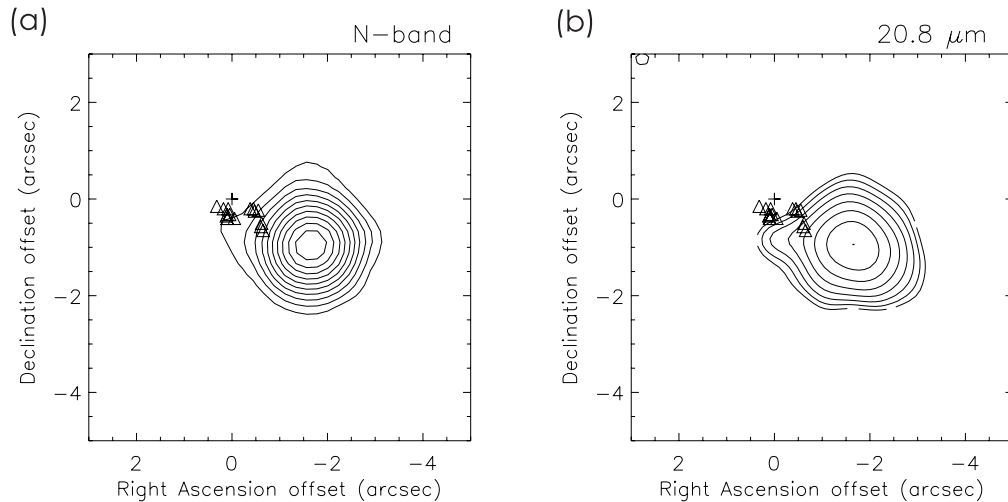 (a)
N-band
Declination offset (arcsec)
2
0
-2
-4
2 0 -2 -4
Right Ascension offset (arcsec)
(b)
20.8 μm
Declination offset (arcsec)
2
0
-2
-4
2 0 -2 -4
Right Ascension offset (arcsec)